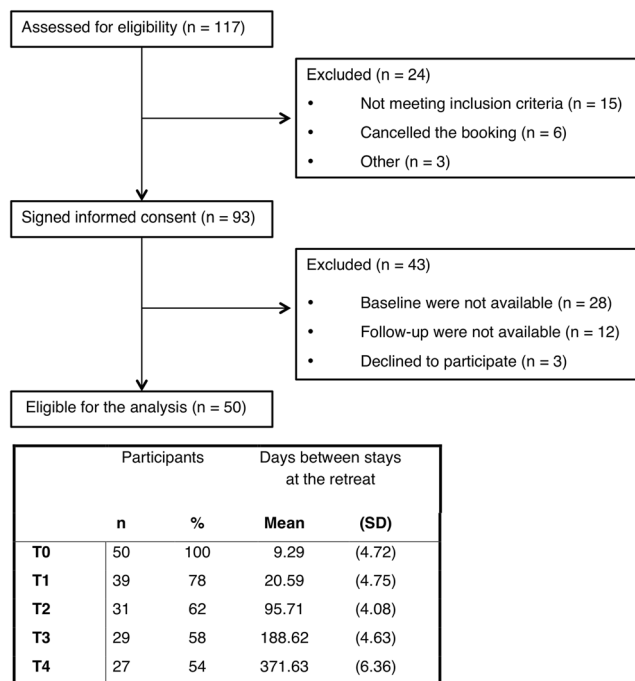 Assessed for eligibility (n = 117)
Excluded (n = 24)
• Not meeting inclusion criteria (n = 15)
• Cancelled the booking (n = 6)
• Other (n = 3)
Signed informed consent (n = 93)
Excluded (n = 43)
• Baseline were not available (n = 28)
• Follow-up were not available (n = 12)
• Declined to participate (n = 3)
Eligible for the analysis (n = 50)
Participants Days between stays
at the retreat
n % Mean (SD)
T0 50 100 9.29 (4.72)
T1 39 78 20.59 (4.75)
T2 31 62 95.71 (4.08)
T3 29 58 188.62 (4.63)
T4 27 54 371.63 (6.36)